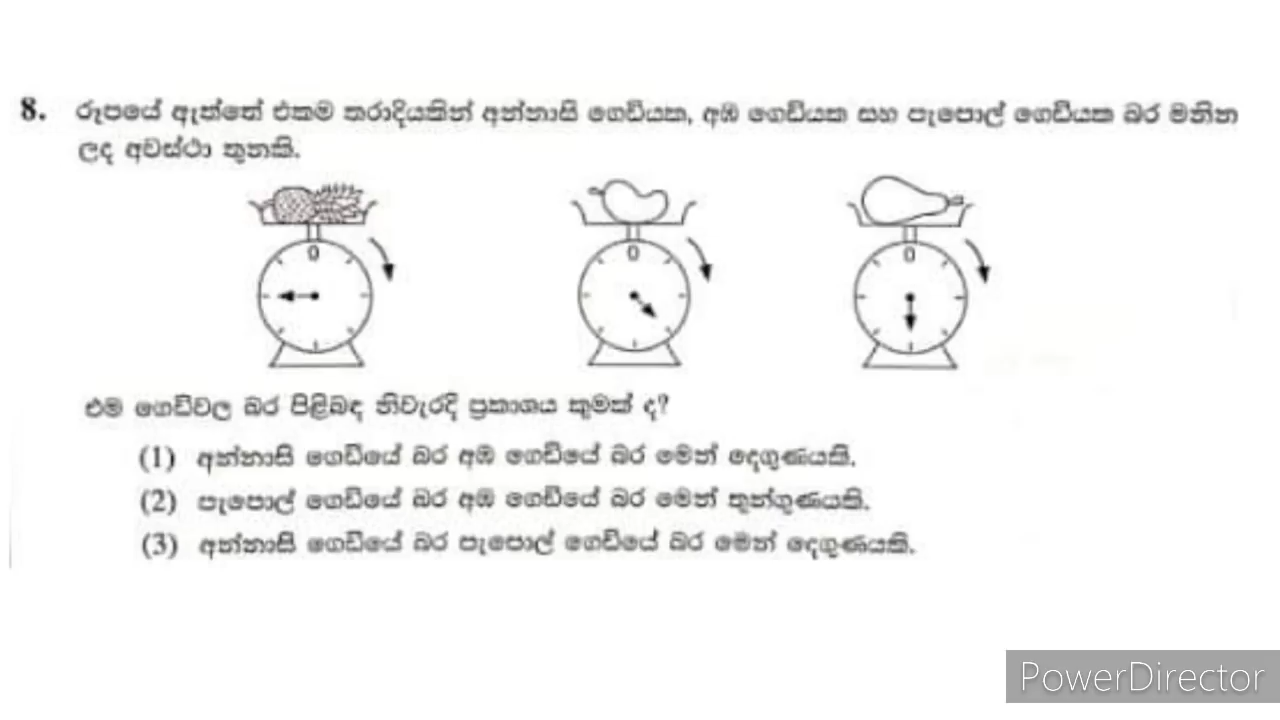 8. රූපයේ ඇත්තේ එකම තරාදියකින් අන්නාසි ගෙඩියක, අඹ ගෙඩියක සහ පැපොල් ගෙඩියක බර මනින
ලද අවස්ථා තුනකි.
0 0 0
එම ගෙඩිවල බර පිළිබඳ නිවැරදි ප්‍රකාශය කුමක් ද?
(1) අන්නාසි ගෙඩියේ බර අඹ ගෙඩියේ බර මෙන් දෙගුණයකි.
(2) පැපොල් ගෙඩියේ බර අඹ ගෙඩියේ බර මෙන් තුන්ගුණයකි.
(3) අන්නාසි ගෙඩියේ බර පැපොල් ගෙඩියේ බර මෙන් දෙගුණයකි.
PowerDirector